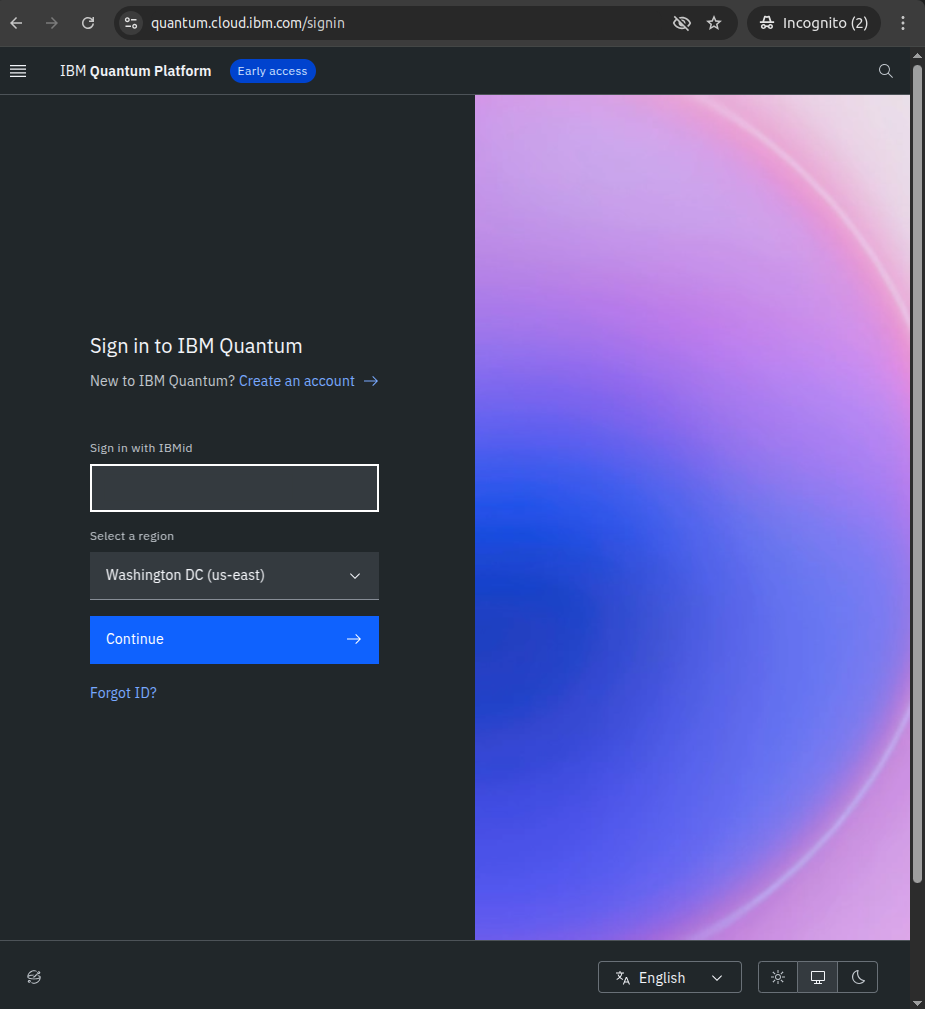 quantum.cloud.ibm.com/signin
Incognito (2)
IBM Quantum Platform
Early access
Sign in to IBM Quantum
New to IBM Quantum? Create an account
Sign in with IBMid
Select a region
Washington DC (us-east)
Continue
Forgot ID?
English